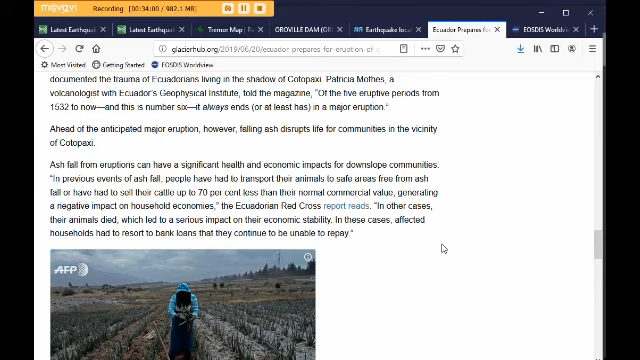 movavi
Recording (00:34:00 / 982.1 MB)
Latest Earthquak
Latest Earthquak
Tremor Map | Pa
OROVILLE DAM (OR
Earthquake locat
Ecuador Prepares for
EOSDIS Worldview
glacierhub.org/2019/06/20/ecuador-prepares-for-eruption-of-
Most Visited
Getting Started
EOSDIS Worldview
documented the trauma of Ecuadorians living in the shadow of Cotopaxi. Patricia Mothes, a
volcanologist with Ecuador's Geophysical Institute, told the magazine, "Of the five eruptive periods from
1532 to now—and this is number six—it always ends (or at least has) in a major eruption."
Ahead of the anticipated major eruption, however, falling ash disrupts life for communities in the vicinity
of Cotopaxi.
Ash fall from eruptions can have a significant health and economic impacts for downslope communities.
"In previous events of ash fall, people have had to transport their animals to safe areas free from ash
fall or have had to sell their cattle up to 70 per cent less than their normal commercial value, generating
a negative impact on household economies," the Ecuadorian Red Cross report reads. "In other cases,
their animals died, which led to a serious impact on their economic stability. In these cases, affected
households had to resort to bank loans that they continue to be unable to repay."
AFP